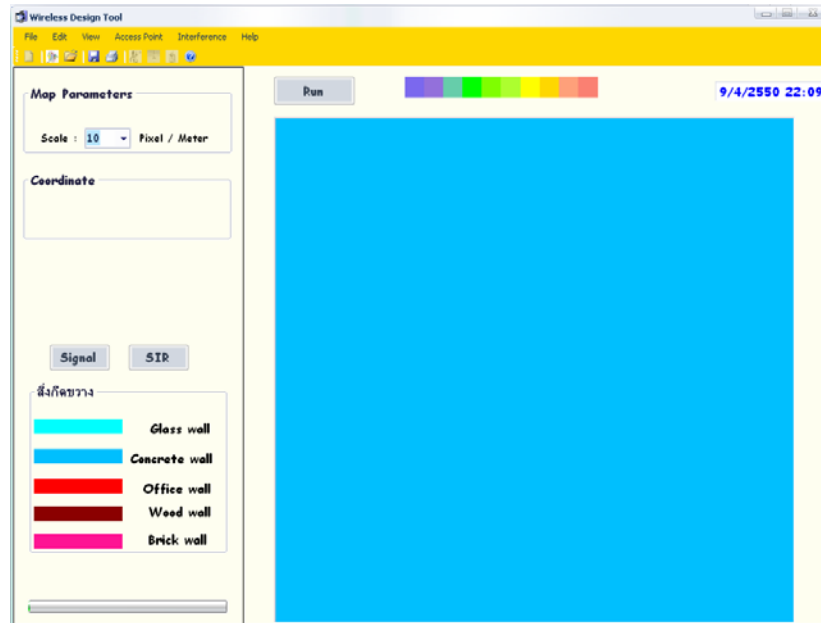 Wireless Design Tool
File Edit View Access Point Interference Help
Map Parameters
Scale : 10 Pixel / Meter
Coordinate
Signal SIR
สิ่งกีดขวาง
Glass wall
Concrete wall
Office wall
Wood wall
Brick wall
Run
9/4/2550 22:09